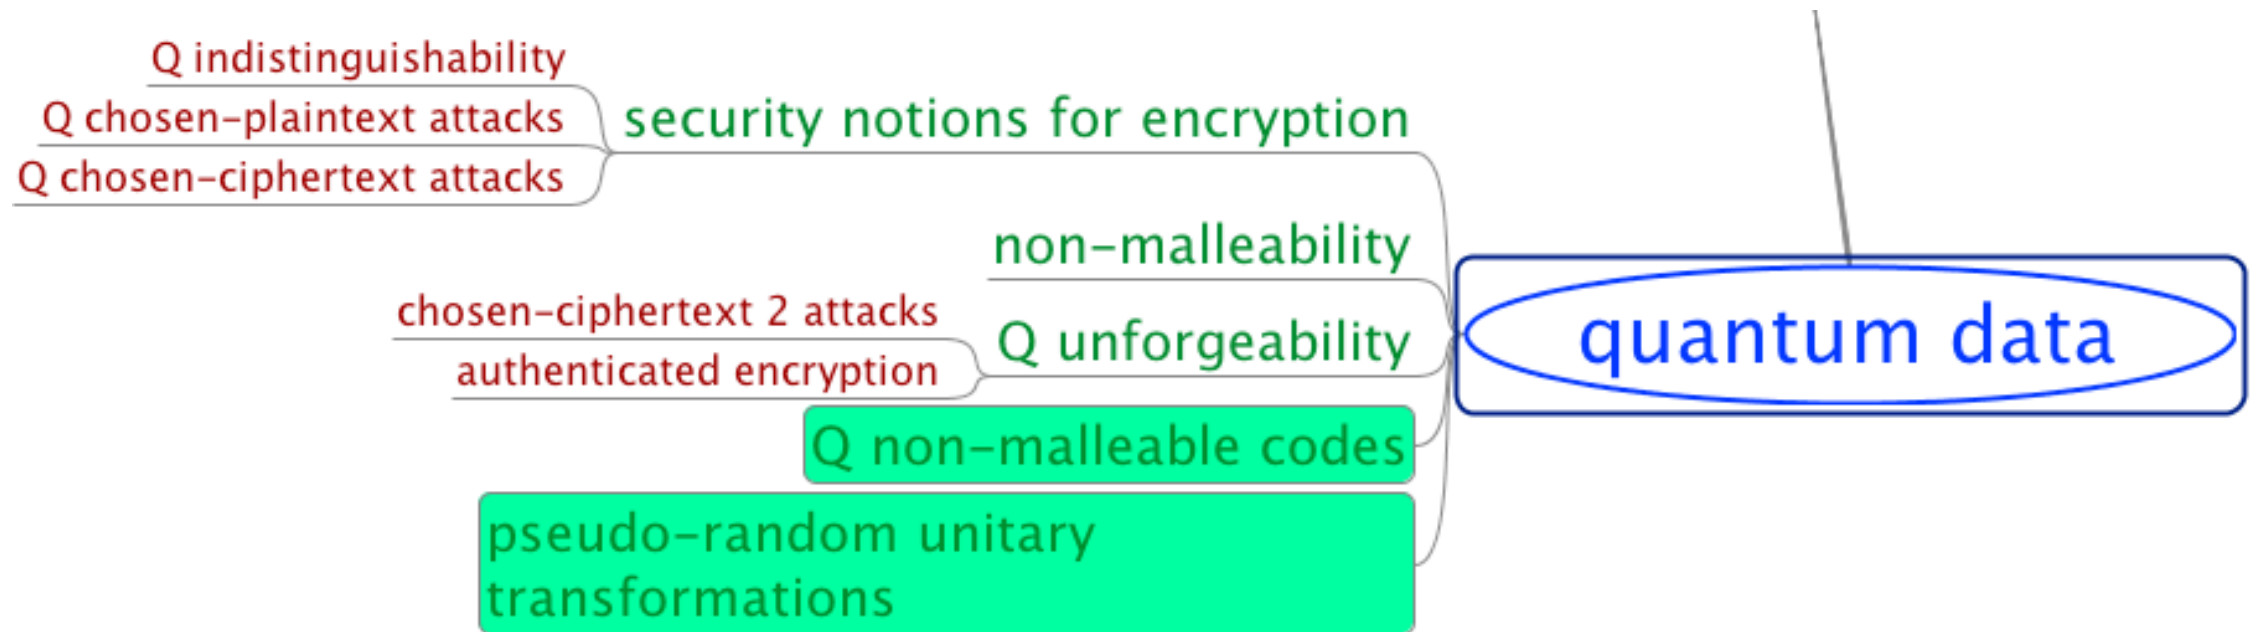 Q indistinguishability
Q chosen-plaintext attacks
Q chosen-ciphertext attacks
security notions for encryption
non-malleability
chosen-ciphertext 2 attacks
authenticated encryption
Q unforgeability
Q non-malleable codes
pseudo-random unitary
transformations
quantum data